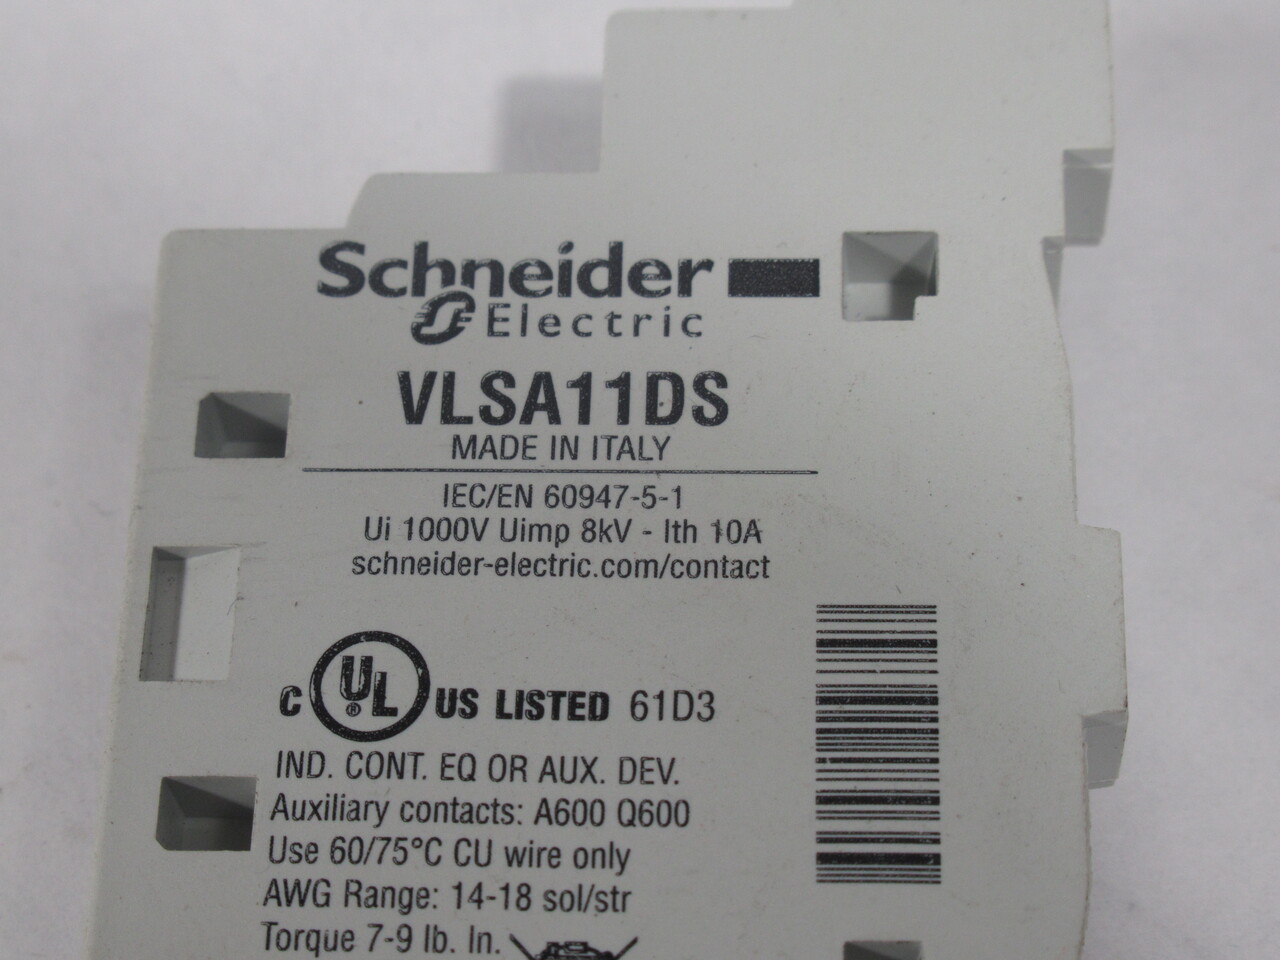 Schneider
Electric
VLSA11DS
MADE IN ITALY
IEC/EN 60947-5-1
Ui 1000V Uimp 8kV - Ith 10A
schneider-electric.com/contact
C UL ® US LISTED 61D3
IND. CONT. EQ OR AUX. DEV.
Auxiliary contacts: A600 Q600
Use 60/75°C CU wire only
AWG Range: 14-18 sol/str
Torque 7-9 lb. In.